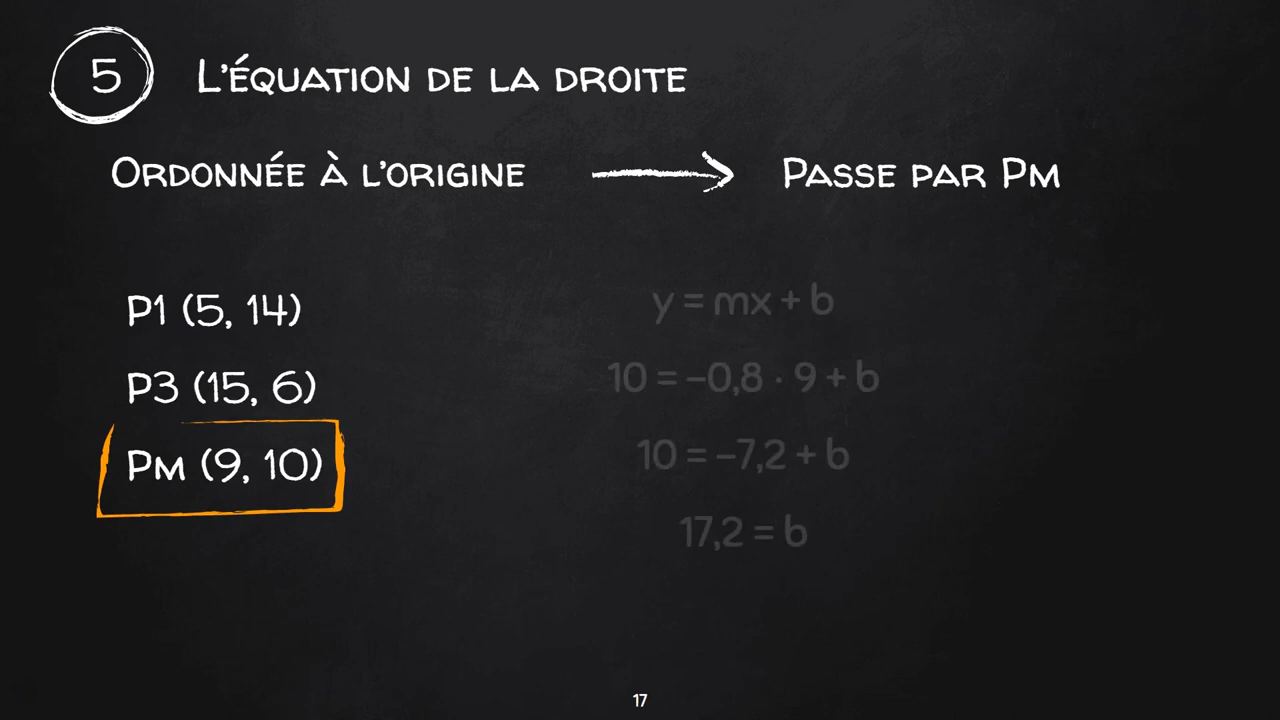 5 L'équation de la droite
Ordonnée à l'origine Passe par Pm
P1 (5, 14)
y = mx + b
P3 (15, 6)
10 = –0,8 · 9 + b
Pm (9, 10)
10 = –7,2 + b
17,2 = b
17